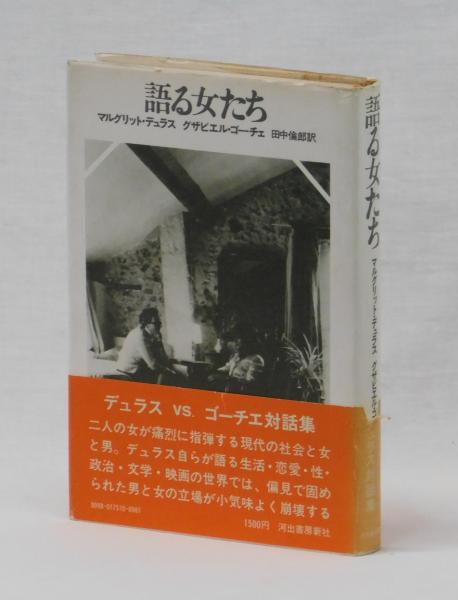 語る女たち
マルグリット・デュラス グザビエル・ゴーチェ 田中倫郎訳
デュラス VS. ゴーチエ対話集
二人の女が痛烈に指弾する現代の社会と女
と男。デュラス自らが語る生活・恋愛・性・
政治・文学・映画の世界では、偏見で固め
られた男と女の立場が小気味よく崩壊する
1500円 河出書房新社
語る女たち
マルグリット・デュラス グザビエル・ゴ